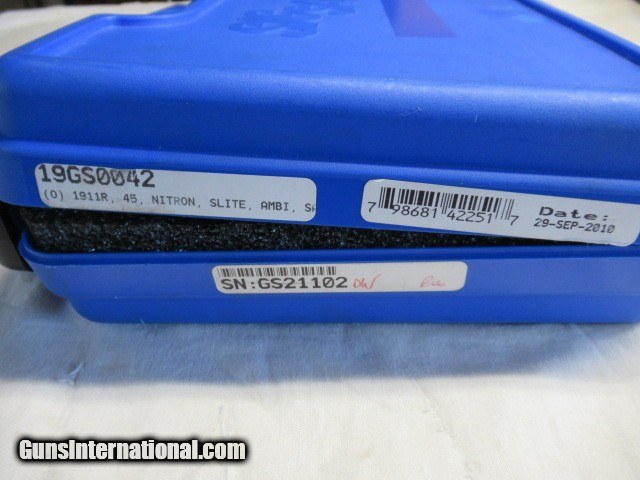 19GS0042
(0) 1911R, 45, NITRON, SLITE, AMBI, SH
7 98681 42251 7
Date:
29-SEP-2010
SN:GS21102
GunsInternational.com